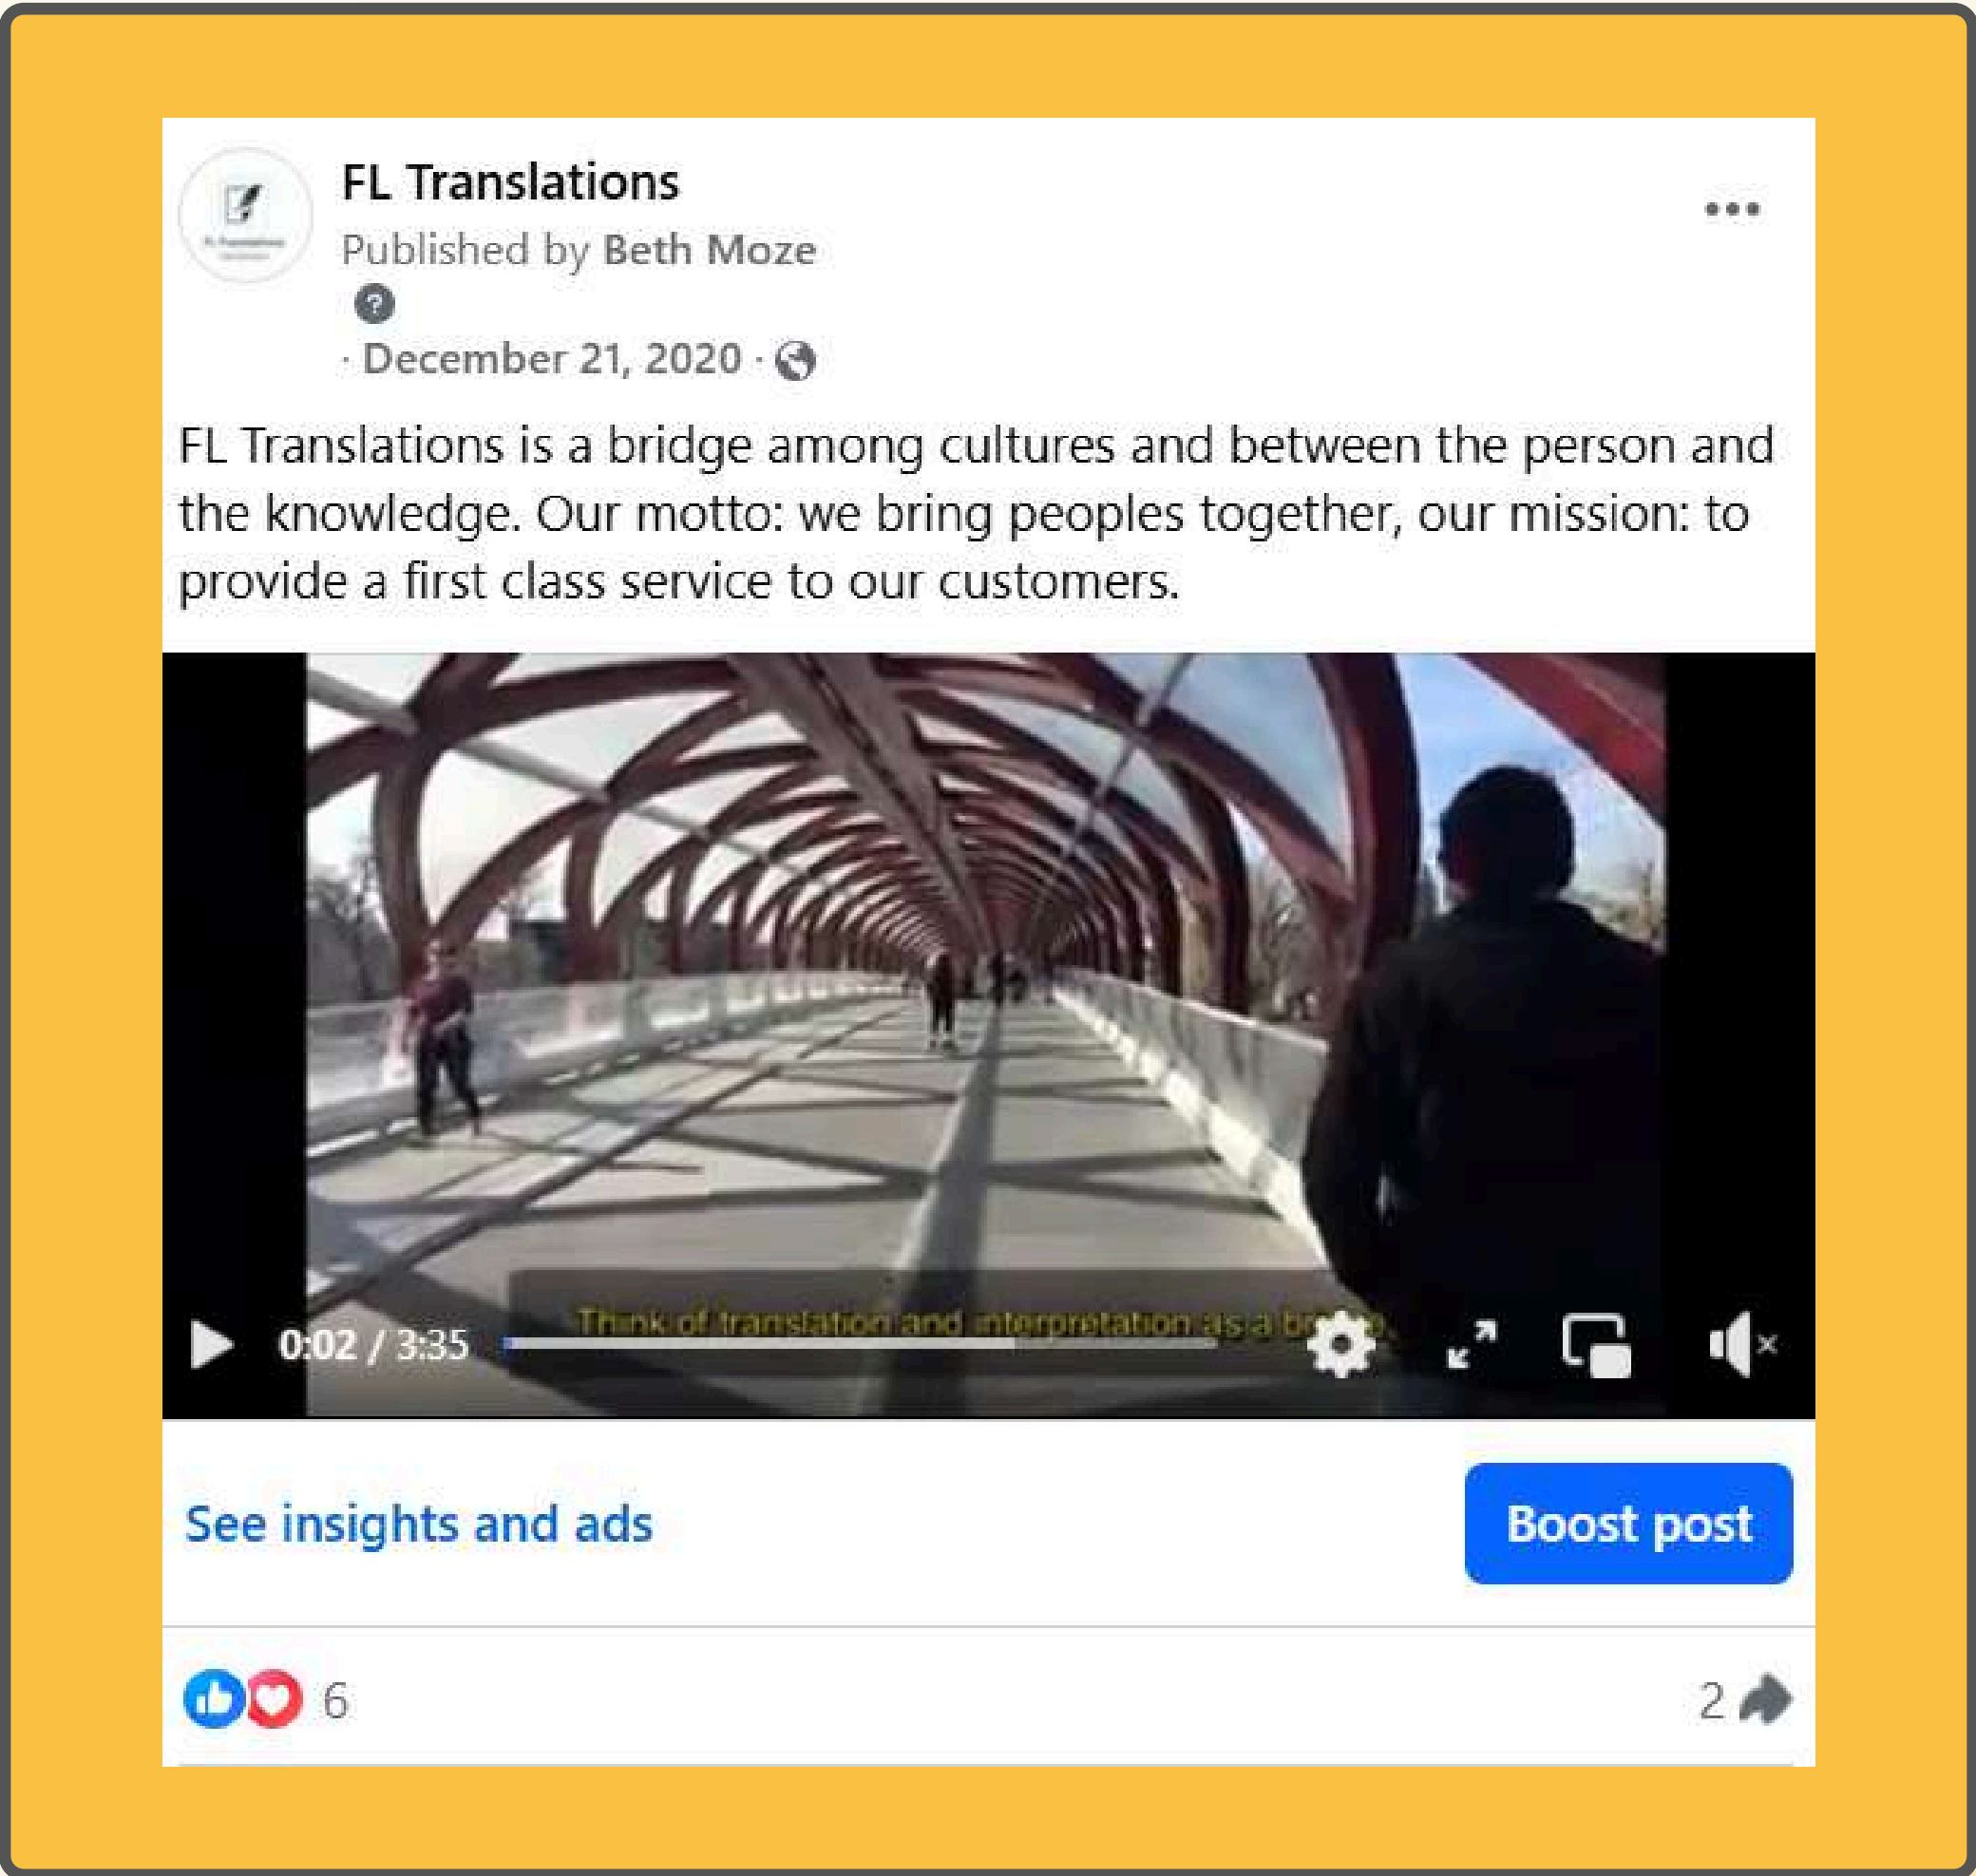 FL Translations
Published by Beth Moze
· December 21, 2020 ·
FL Translations is a bridge among cultures and between the person and
the knowledge. Our motto: we bring peoples together, our mission: to
provide a first class service to our customers.
Think of translation and interpretation as a
0:02 / 3:35
See insights and ads
Boost post
6
2